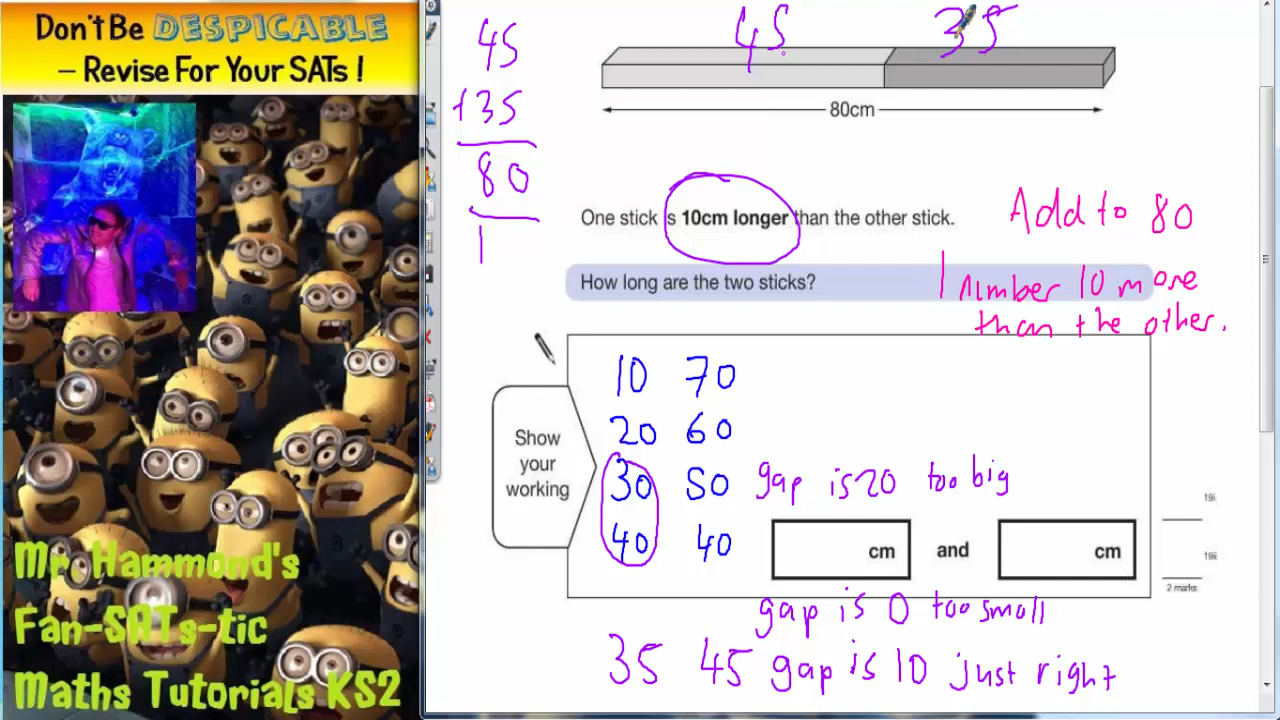 Don't Be DESPICABLE
– Revise For Your SATs !
Mr Hammond's
Fan-SATs-tic
Maths Tutorials KS2
45
+35
80
1
45 35
80cm
One stick is 10cm longer than the other stick.
Add to 80
How long are the two sticks?
1 number 10 more
than the other.
Show
your
working
10 70
20 60
30 50 gap is 20 too big
40 40
cm and cm
19i
19ii
2 marks
gap is 0 too small
35 45 gap is 10 just right